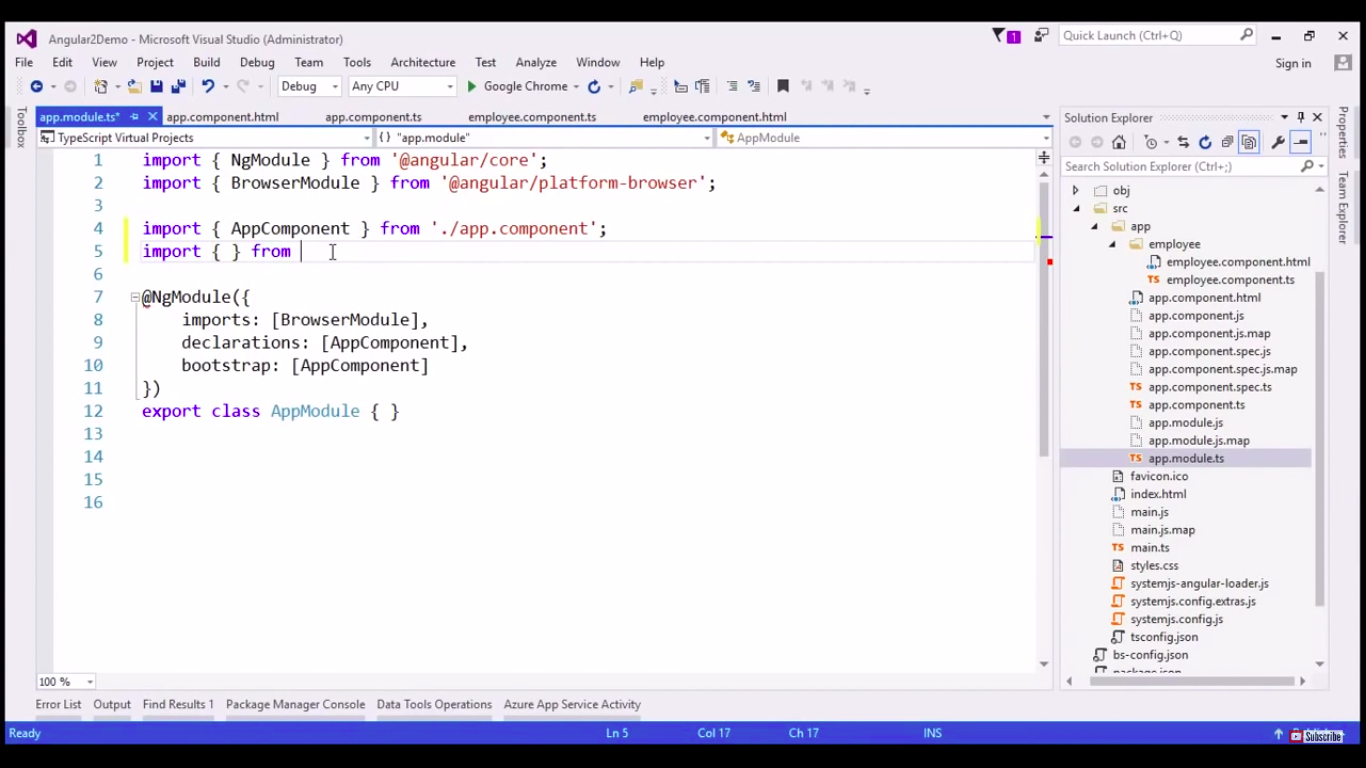 Angular2Demo - Microsoft Visual Studio (Administrator)
1
Quick Launch (Ctrl+Q)
File Edit View Project Build Debug Team Tools Architecture Test Analyze Window Help
Sign in
Debug Any CPU Google Chrome
Toolbox
app.module.ts* app.component.html app.component.ts employee.component.ts employee.component.html
TypeScript Virtual Projects {} "app.module" AppModule
1 import { NgModule } from '@angular/core';
2 import { BrowserModule } from '@angular/platform-browser';
3
4 import { AppComponent } from './app.component';
5 import { } from
6
7 @NgModule({
8 imports: [BrowserModule],
9 declarations: [AppComponent],
10 bootstrap: [AppComponent]
11 })
12 export class AppModule { }
13
14
15
16
100 %
Solution Explorer
Search Solution Explorer (Ctrl+;)
obj
src
app
employee
employee.component.html
employee.component.ts
app.component.html
app.component.js
app.component.js.map
app.component.spec.js
app.component.spec.js.map
app.component.spec.ts
app.component.ts
app.module.js
app.module.js.map
app.module.ts
favicon.ico
index.html
main.js
main.js.map
main.ts
styles.css
systemjs-angular-loader.js
systemjs.config.extras.js
systemjs.config.js
tsconfig.json
bs-config.json
package.json
Properties
Team Explorer
Error List Output Find Results 1 Package Manager Console Data Tools Operations Azure App Service Activity
Ready Ln 5 Col 17 Ch 17 INS
Subscribe